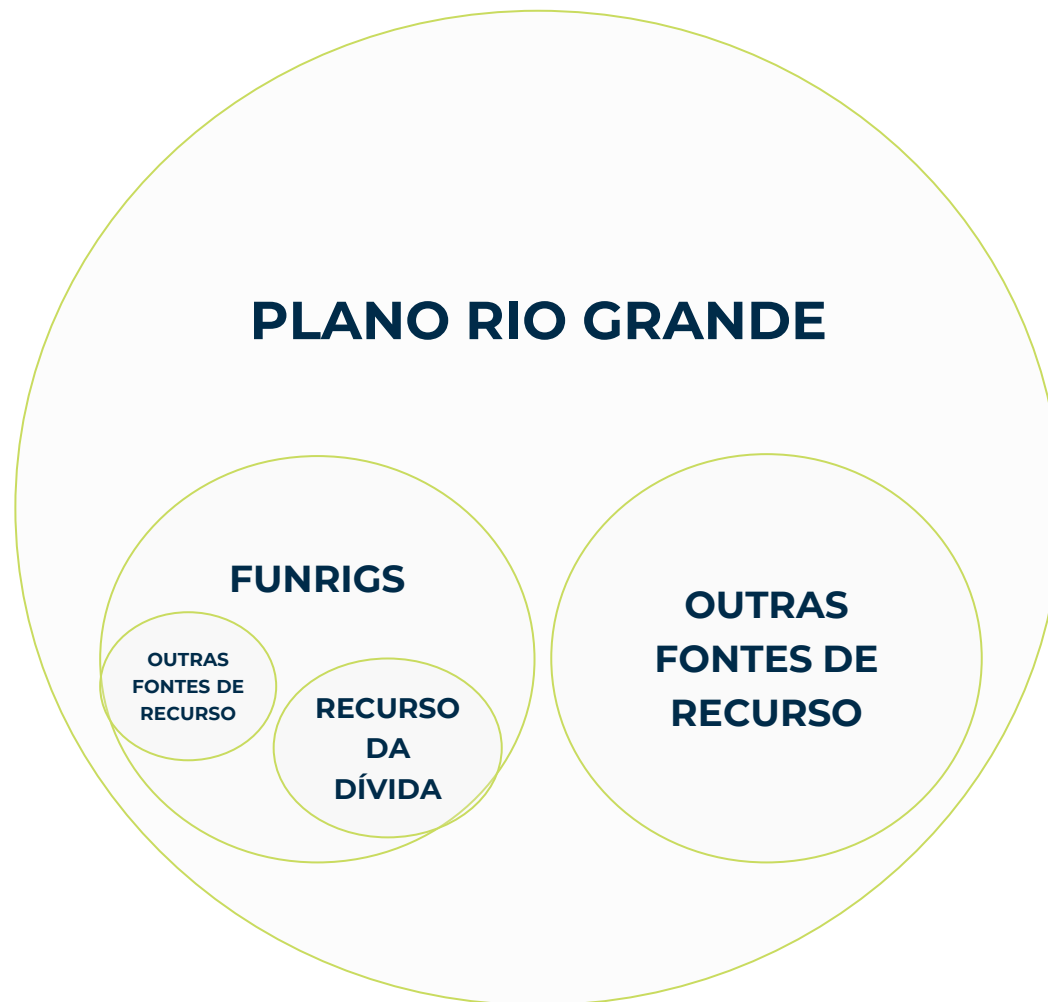 PLANO RIO GRANDE
FUNRIGS
OUTRAS
FONTES DE
RECURSO
RECURSO
DA
DÍVIDA
OUTRAS
FONTES DE
RECURSO